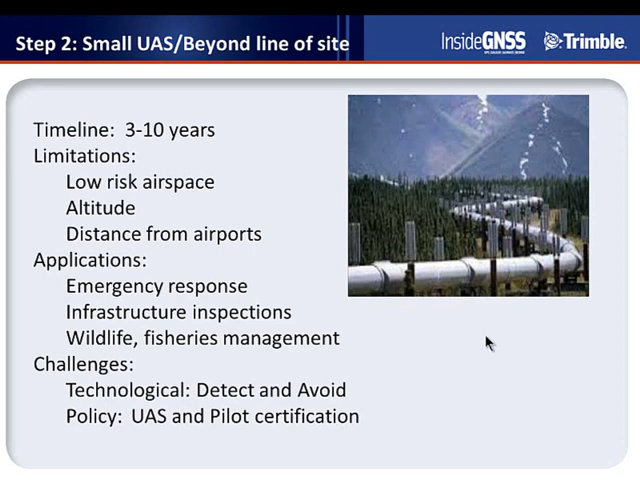 Step 2: Small UAS/Beyond line of site
InsideGNSS
Trimble.
Timeline: 3-10 years
Limitations:
Low risk airspace
Altitude
Distance from airports
Applications:
Emergency response
Infrastructure inspections
Wildlife, fisheries management
Challenges:
Technological: Detect and Avoid
Policy: UAS and Pilot certification